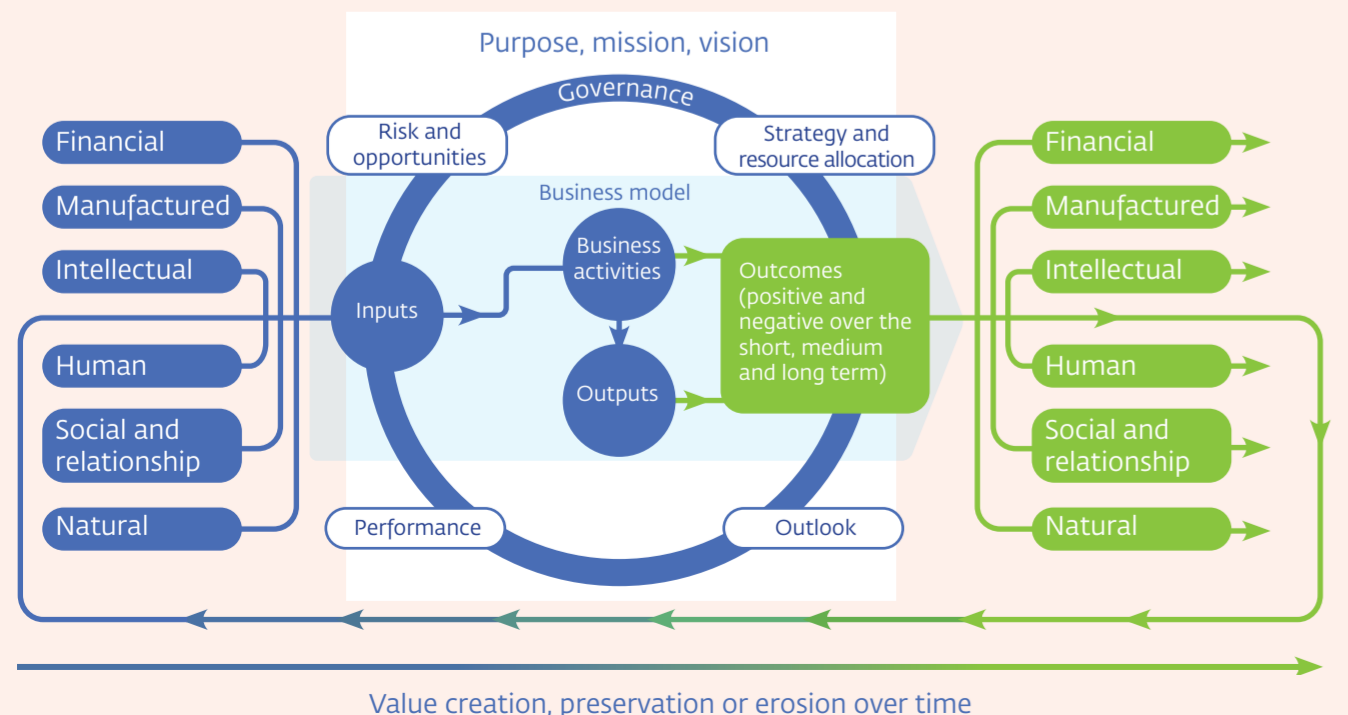 Purpose, mission, vision
Governance
Risk and
opportunities
Strategy and
resource allocation
Financial
Manufactured
Intellectual
Human
Social and
relationship
Natural
Business model
Inputs
Business
activities
Outputs
Outcomes
(positive and
negative over the
short, medium
and long term)
Performance
Outlook
Financial
Manufactured
Intellectual
Human
Social and
relationship
Natural
Value creation, preservation or erosion over time